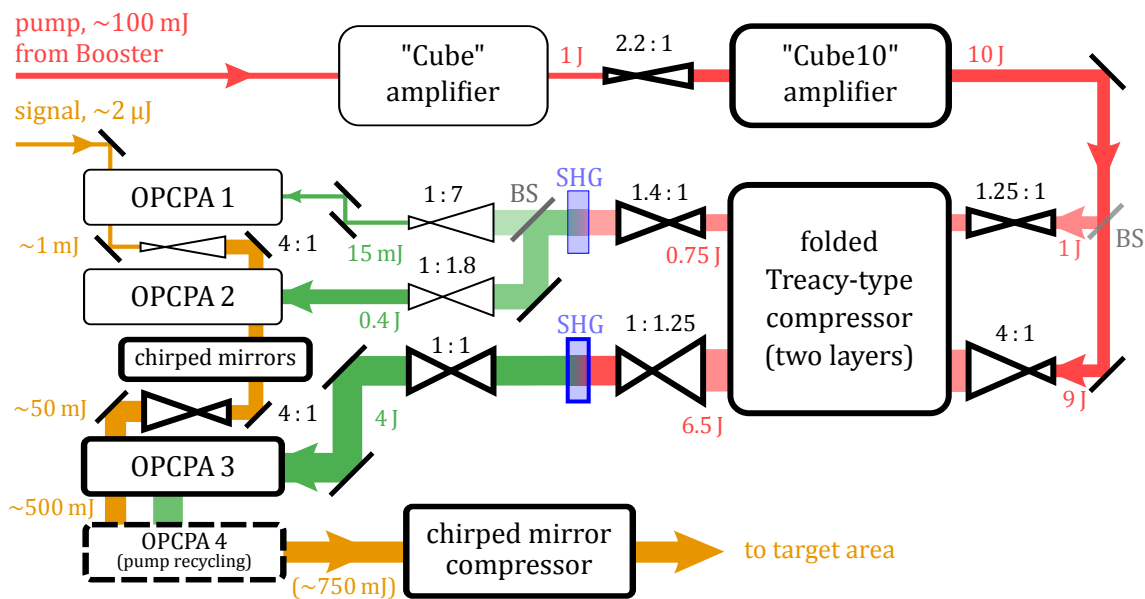 pump, ~100 mJ
from Booster
"Cube"
amplifier
1 J
2.2 : 1
"Cube10"
amplifier
10 J
signal, ~2 µJ
OPCPA 1
1 : 7
BS
SHG
1.4 : 1
1.25 : 1
BS
15 mJ
0.75 J
1 J
~1 mJ
4 : 1
folded
Treacy-type
compressor
(two layers)
OPCPA 2
1 : 1.8
0.4 J
chirped mirrors
1 : 1
SHG
1 : 1.25
4 : 1
~50 mJ
4 : 1
4 J
6.5 J
9 J
OPCPA 3
~500 mJ
OPCPA 4
(pump recycling)
(~750 mJ)
chirped mirror
compressor
to target area